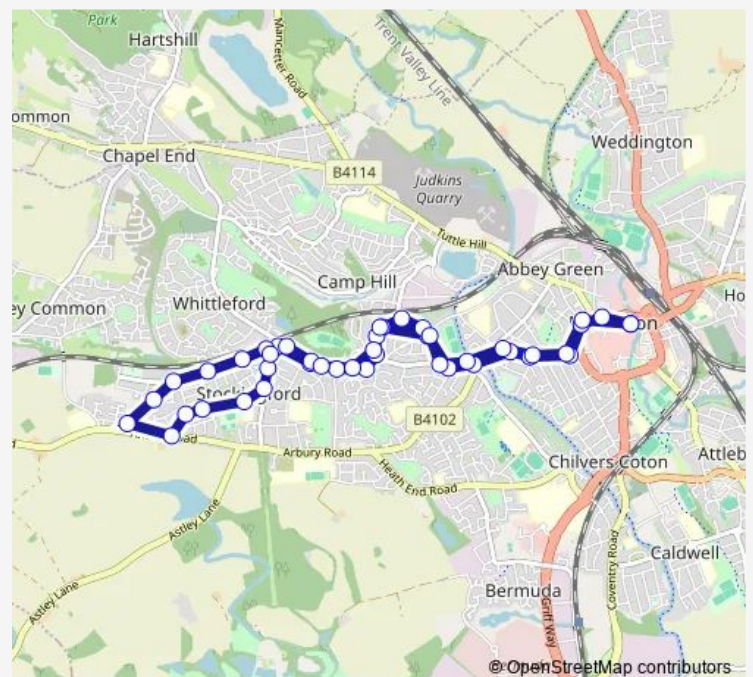 Park
Hartshill
Mancetter Road
Trent Valley Line
ommon
Weddington
Chapel End
B4114
Judkins
Quarry
Tuttle Hill
Abbey Green
Camp Hill
Ho
ey Common
Whittleford
on
Stockingford
B4102
Road
Arbury Road
Attleb
Chilvers Coton
Heath End Road
Astley Lane
Caldwell
Coventry Road
Bermuda
Griff Way
Astley Lane
© OpenStreetMap contributors